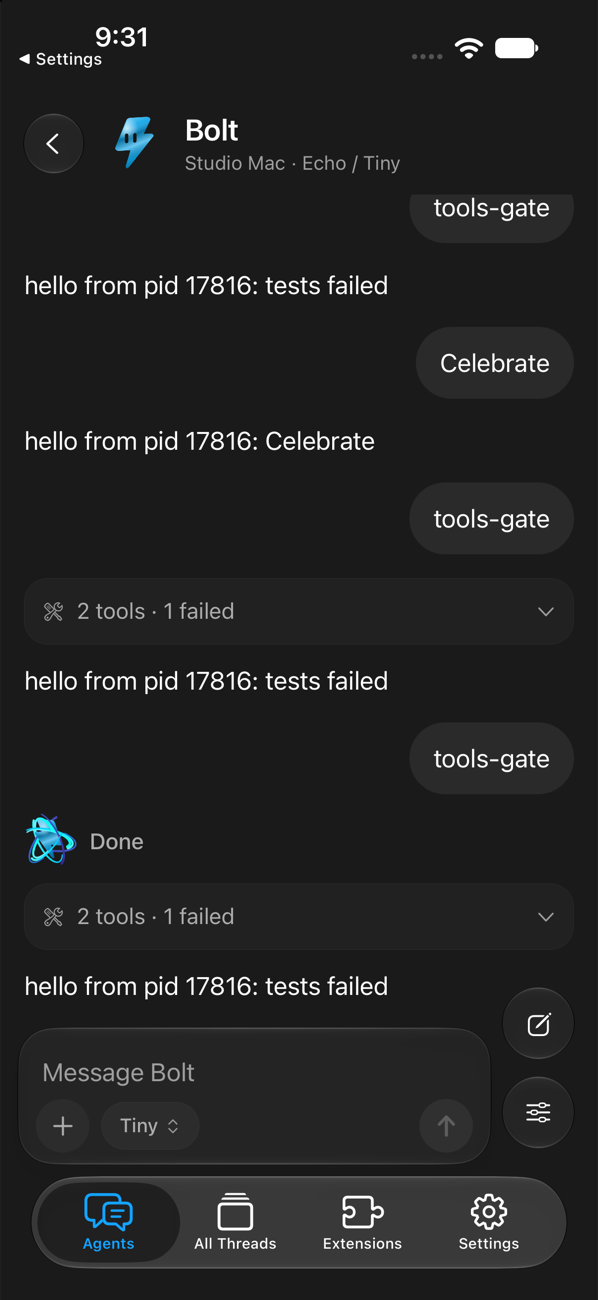 9:31
◀ Settings
Bolt
Studio Mac · Echo / Tiny
tools-gate
hello from pid 17816: tests failed
Celebrate
hello from pid 17816: Celebrate
tools-gate
2 tools · 1 failed
hello from pid 17816: tests failed
tools-gate
Done
2 tools · 1 failed
hello from pid 17816: tests failed
Message Bolt
Tiny
Agents
All Threads
Extensions
Settings